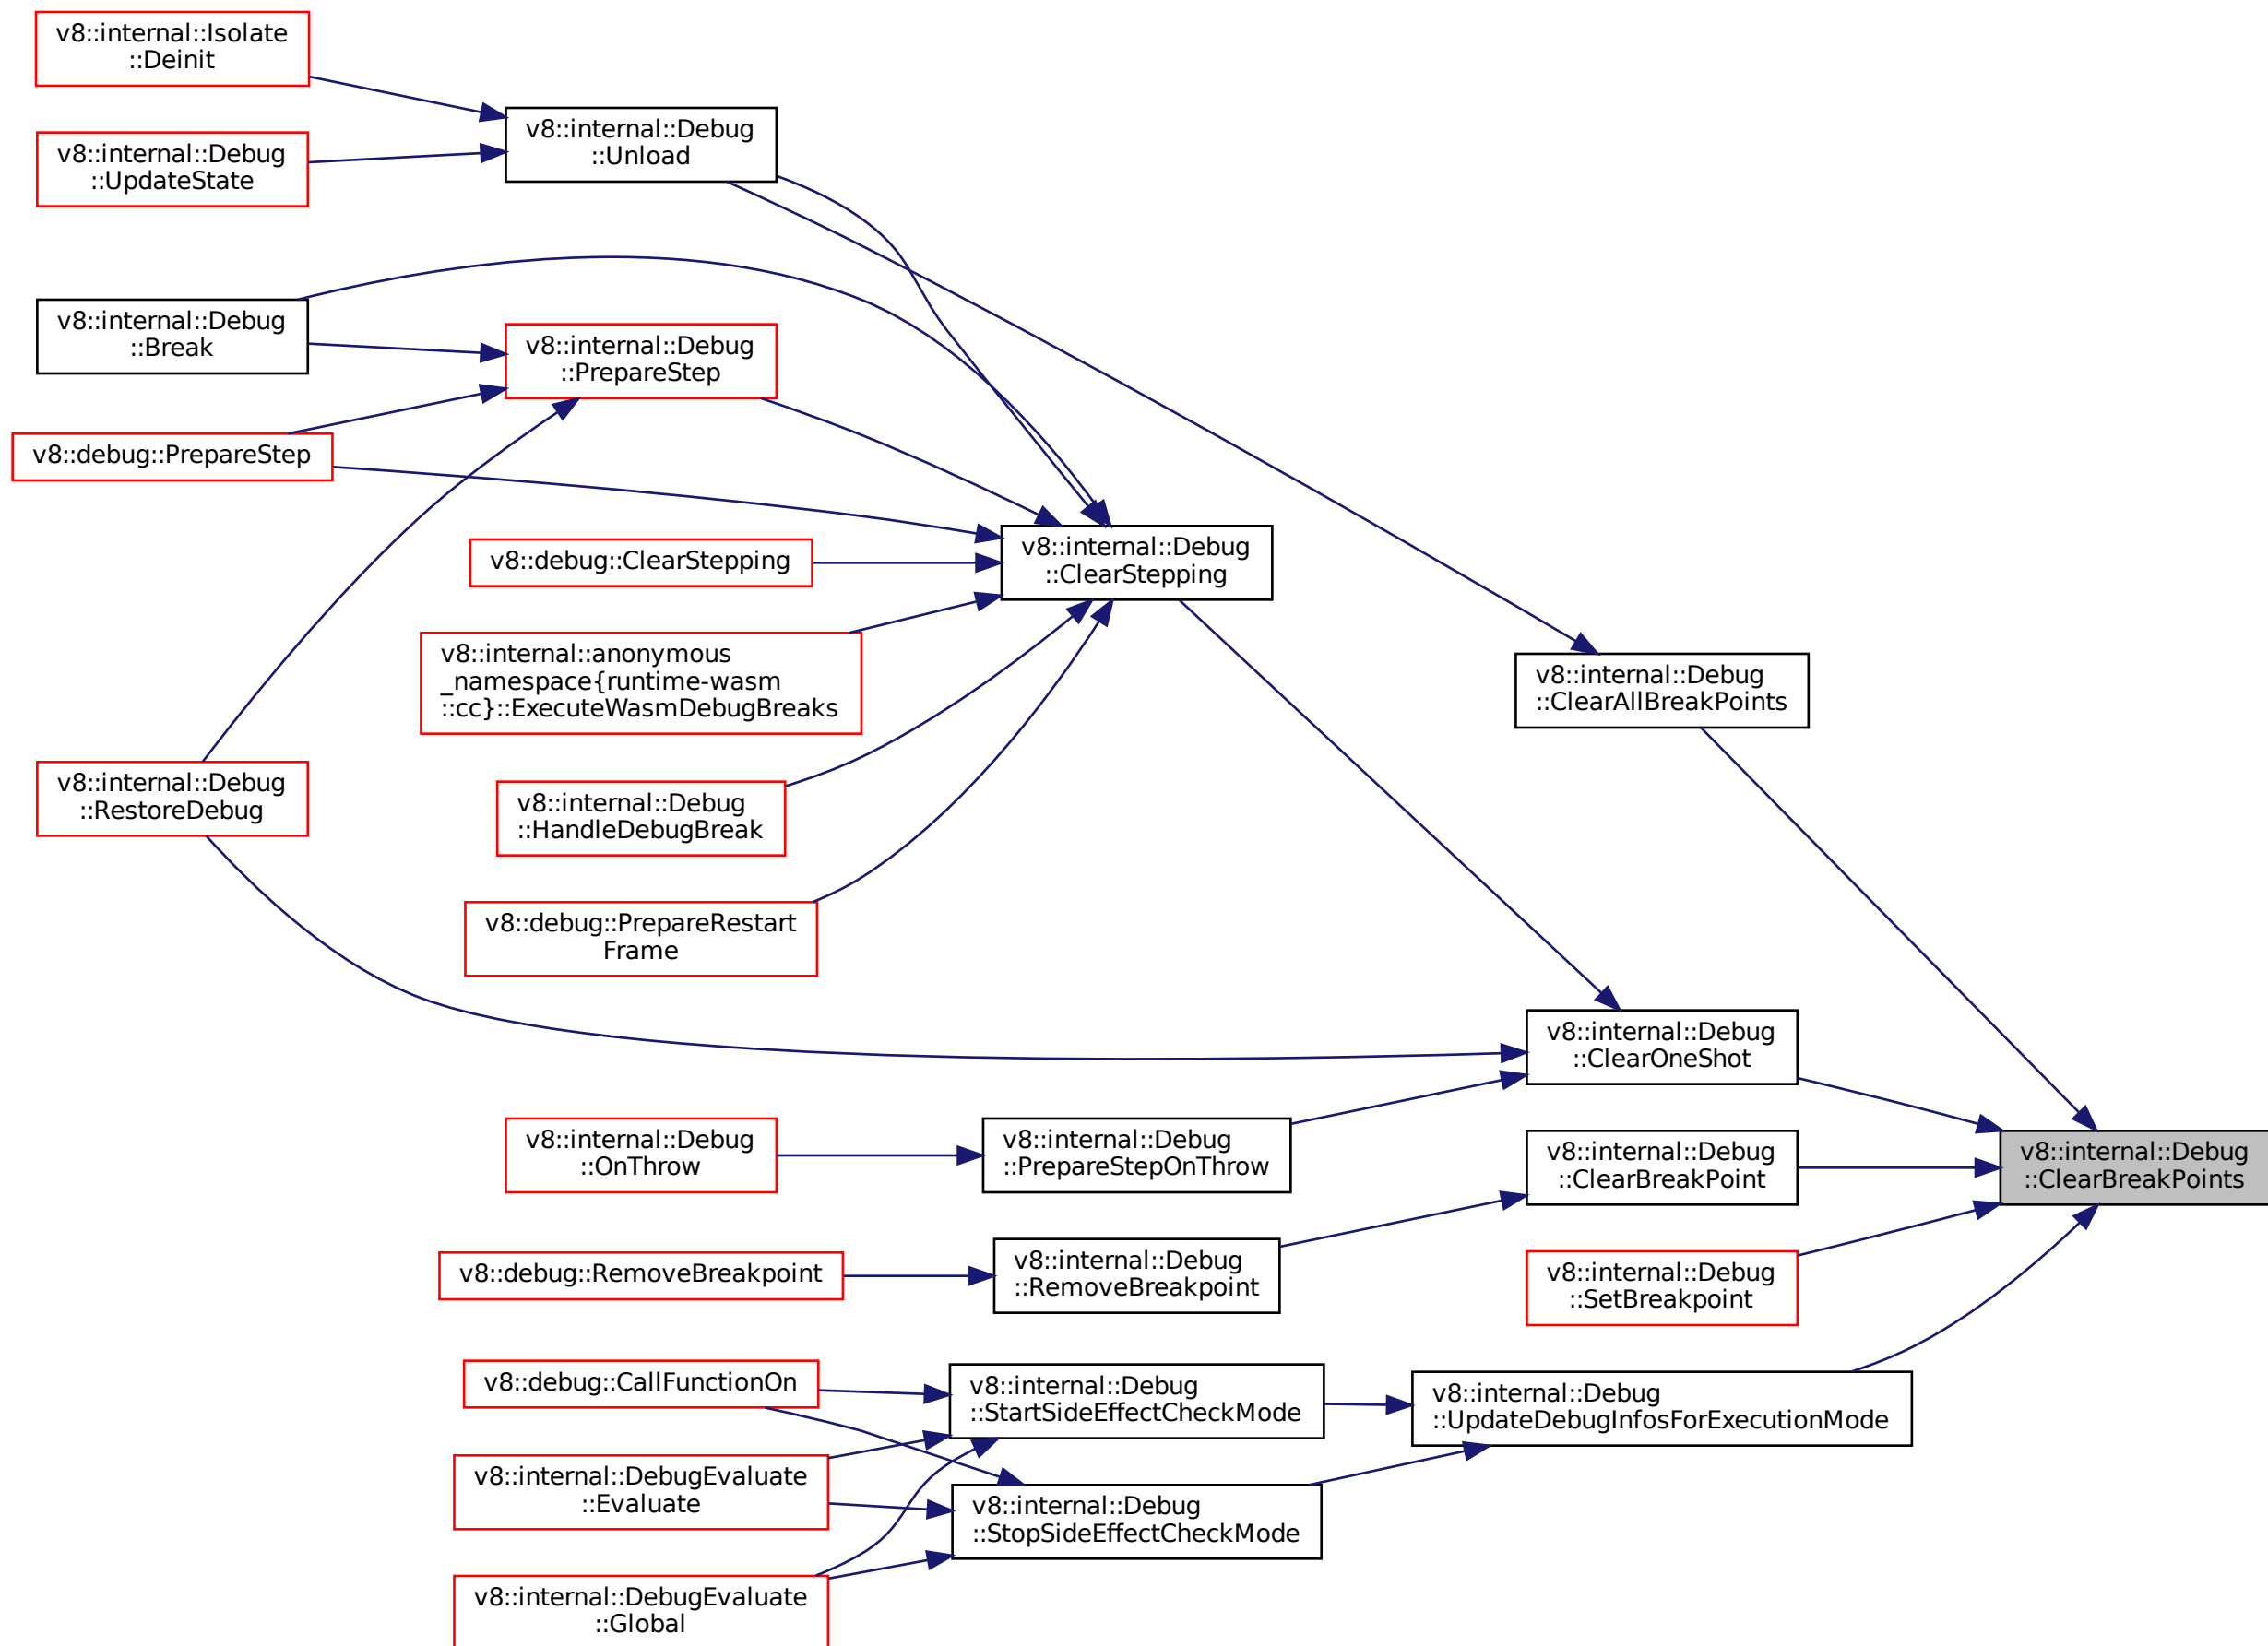 v8::internal::Isolate
::Deinit
v8::internal::Debug
::UpdateState
v8::internal::Debug
::Unload
v8::internal::Debug
::Break
v8::internal::Debug
::PrepareStep
v8::debug::PrepareStep
v8::debug::ClearStepping
v8::internal::Debug
::ClearStepping
v8::internal::anonymous
_namespace{runtime-wasm
::cc}::ExecuteWasmDebugBreaks
v8::internal::Debug
::ClearAllBreakPoints
v8::internal::Debug
::RestoreDebug
v8::internal::Debug
::HandleDebugBreak
v8::debug::PrepareRestart
Frame
v8::internal::Debug
::ClearOneShot
v8::internal::Debug
::OnThrow
v8::internal::Debug
::PrepareStepOnThrow
v8::internal::Debug
::ClearBreakPoint
v8::internal::Debug
::ClearBreakPoints
v8::debug::RemoveBreakpoint
v8::internal::Debug
::RemoveBreakpoint
v8::internal::Debug
::SetBreakpoint
v8::debug::CallFunctionOn
v8::internal::Debug
::StartSideEffectCheckMode
v8::internal::Debug
::UpdateDebugInfosForExecutionMode
v8::internal::DebugEvaluate
::Evaluate
v8::internal::Debug
::StopSideEffectCheckMode
v8::internal::DebugEvaluate
::Global